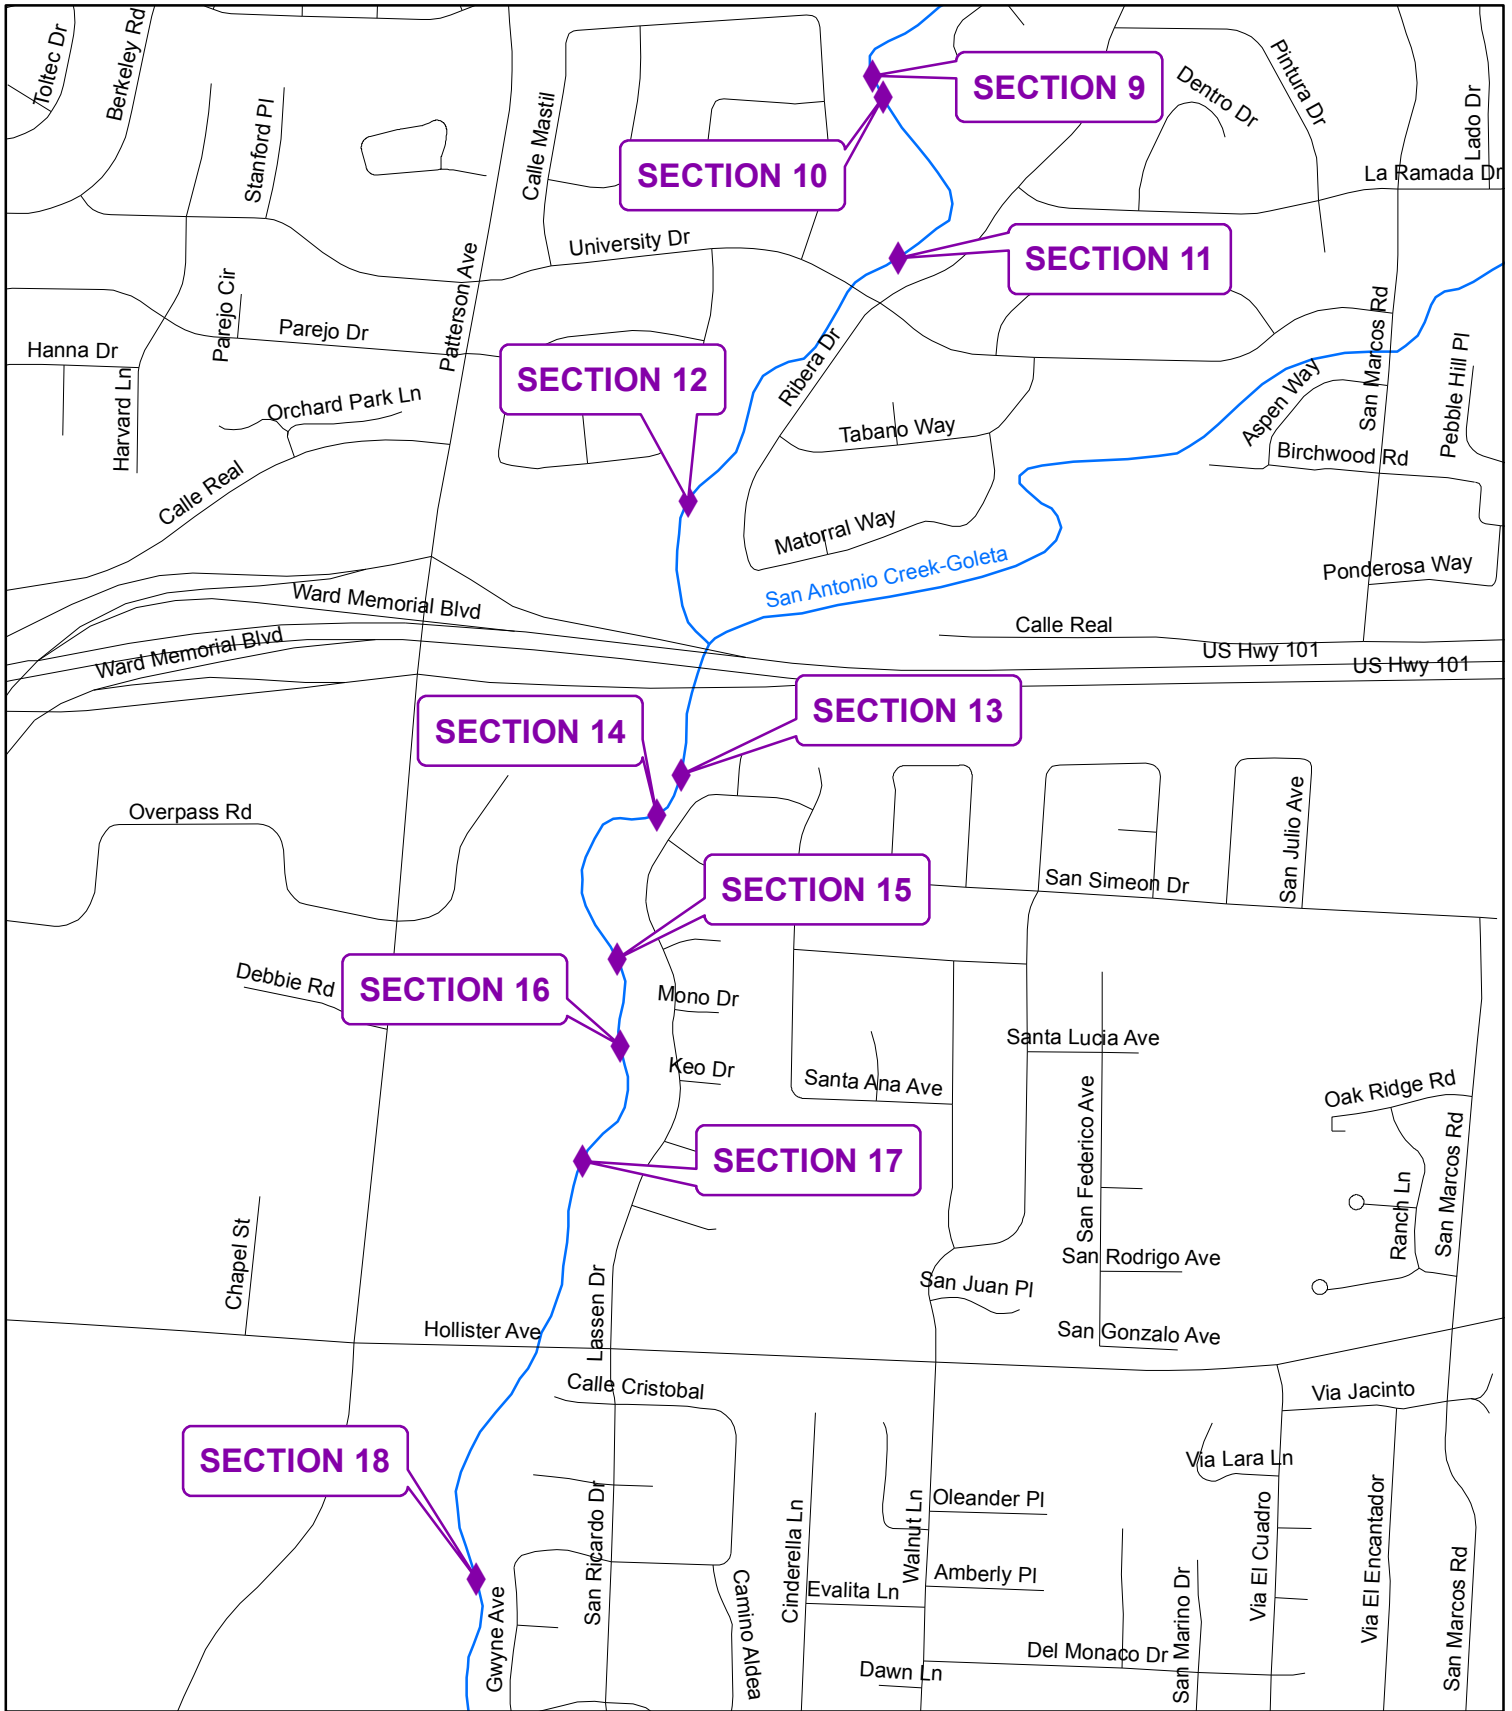 Toltec Dr
Berkeley Rd
Stanford Pl
Calle Mastil
SECTION 9
Dentro Dr
Pintura Dr
Lado Dr
SECTION 10
La Ramada Dr
University Dr
SECTION 11
Patterson Ave
Parejo Cir
Parejo Dr
Hanna Dr
Harvard Ln
Orchard Park Ln
Calle Real
SECTION 12
Ribera Dr
Tabano Way
Matorral Way
San Marcos Rd
Aspen Way
Pebble Hill Pl
Birchwood Rd
Ponderosa Way
San Antonio Creek-Goleta
Ward Memorial Blvd
Ward Memorial Blvd
Calle Real
US Hwy 101
US Hwy 101
SECTION 13
SECTION 14
Overpass Rd
San Julio Ave
San Simeon Dr
SECTION 15
Debbie Rd
SECTION 16
Mono Dr
Keo Dr
Santa Lucia Ave
Santa Ana Ave
San Federico Ave
Oak Ridge Rd
San Marcos Rd
Ranch Ln
SECTION 17
Chapel St
San Rodrigo Ave
San Juan Pl
San Gonzalo Ave
Lassen Dr
Hollister Ave
Calle Cristobal
Via Jacinto
SECTION 18
Via Lara Ln
Oleander Pl
Walnut Ln
Cinderella Ln
San Ricardo Dr
Via El Cuadro
Via El Encantador
Amberly Pl
Evalita Ln
Camino Aldea
Gwyne Ave
San Marino Dr
Del Monaco Dr
Dawn Ln
San Marcos Rd